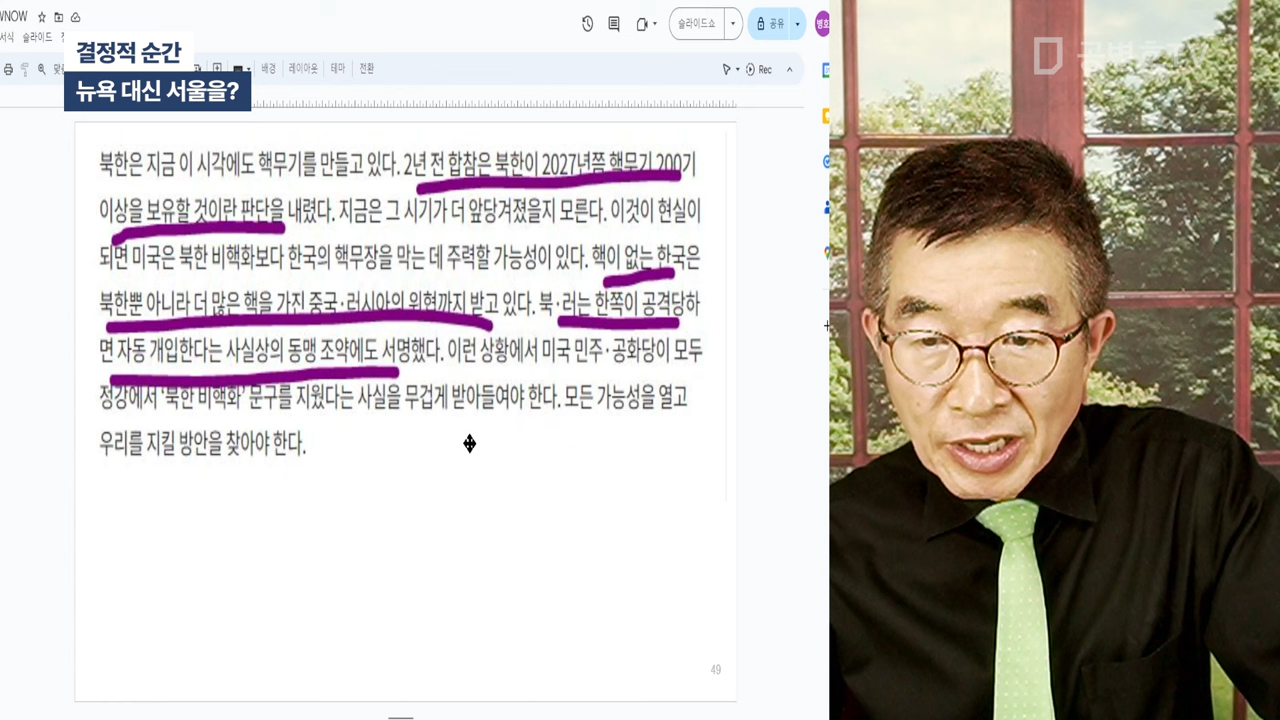 WNOW
서식 슬라이드
결정적 순간
뉴욕 대신 서울을?
배경 레이아웃 테마 전환
슬라이드쇼
공유
병호
Rec
공병호TV
북한은 지금 이 시각에도 핵무기를 만들고 있다. 2년 전 합참은 북한이 2027년쯤 핵무기 200기
이상을 보유할 것이란 판단을 내렸다. 지금은 그 시기가 더 앞당겨졌을지 모른다. 이것이 현실이
되면 미국은 북한 비핵화보다 한국의 핵무장을 막는 데 주력할 가능성이 있다. 핵이 없는 한국은
북한뿐 아니라 더 많은 핵을 가진 중국·러시아의 위협까지 받고 있다. 북·러는 한쪽이 공격당하
면 자동 개입한다는 사실상의 동맹 조약에도 서명했다. 이런 상황에서 미국 민주·공화당이 모두
정강에서 ‘북한 비핵화’ 문구를 지웠다는 사실을 무겁게 받아들여야 한다. 모든 가능성을 열고
우리를 지킬 방안을 찾아야 한다.
49